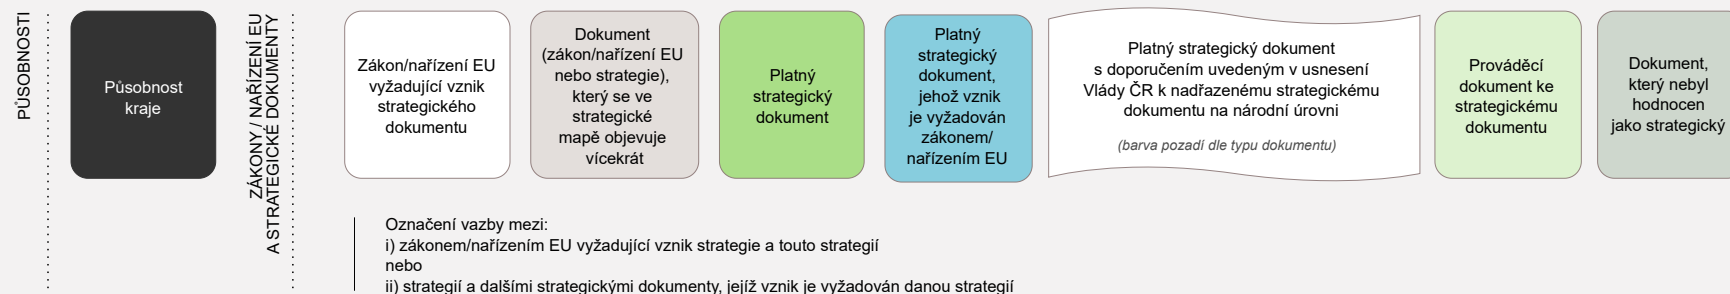 PŮSOBNOSTI
Působnost
kraje
ZÁKONY / NAŘÍZENÍ EU
A STRATEGICKÉ DOKUMENTY
Zákon/nařízení EU
vyžadující vznik
strategického
dokumentu
Dokument
(zákon/nařízení EU
nebo strategie),
který se ve
strategické
mapě objevuje
vícekrát
Platný
strategický
dokument
Platný
strategický
dokument,
jehož vznik
je vyžadován
zákonem/
nařízením EU
Platný strategický dokument
s doporučením uvedeným v usnesení
Vlády ČR k nadřazenému strategickému
dokumentu na národní úrovni
(barva pozadí dle typu dokumentu)
Prováděcí
dokument ke
strategickému
dokumentu
Dokument,
který nebyl
hodnocen
jako strategický
Označení vazby mezi:
i) zákonem/nařízením EU vyžadující vznik strategie a touto strategií
nebo
ii) strategií a dalšími strategickými dokumenty, jejíž vznik je vyžadován danou strategií